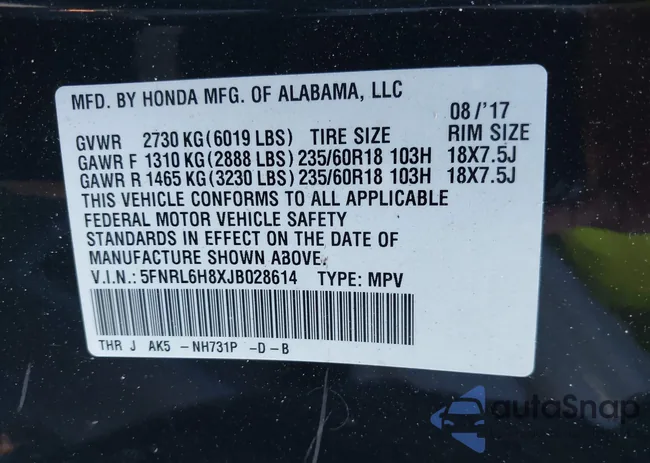 MFD. BY HONDA MFG. OF ALABAMA, LLC
08/'17
GVWR 2730 KG (6019 LBS) TIRE SIZE RIM SIZE
GAWR F 1310 KG (2888 LBS) 235/60R18 103H 18X7.5J
GAWR R 1465 KG (3230 LBS) 235/60R18 103H 18X7.5J
THIS VEHICLE CONFORMS TO ALL APPLICABLE
FEDERAL MOTOR VEHICLE SAFETY
STANDARDS IN EFFECT ON THE DATE OF
MANUFACTURE SHOWN ABOVE.
V.I.N.: 5FNRL6H8XJB028614 TYPE: MPV
THR J AK5 -NH731P -D-B
autoSnap